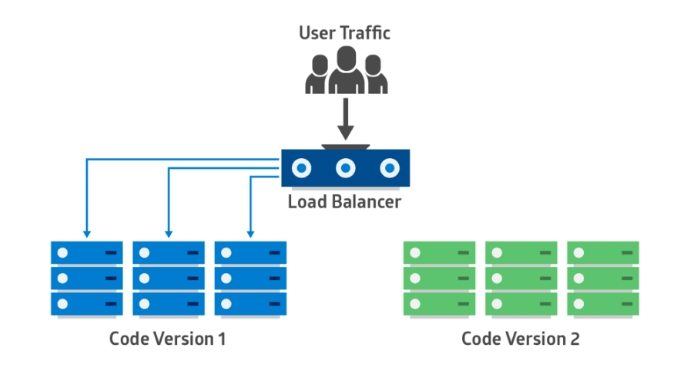 User Traffic
Load Balancer
Code Version 1
Code Version 2